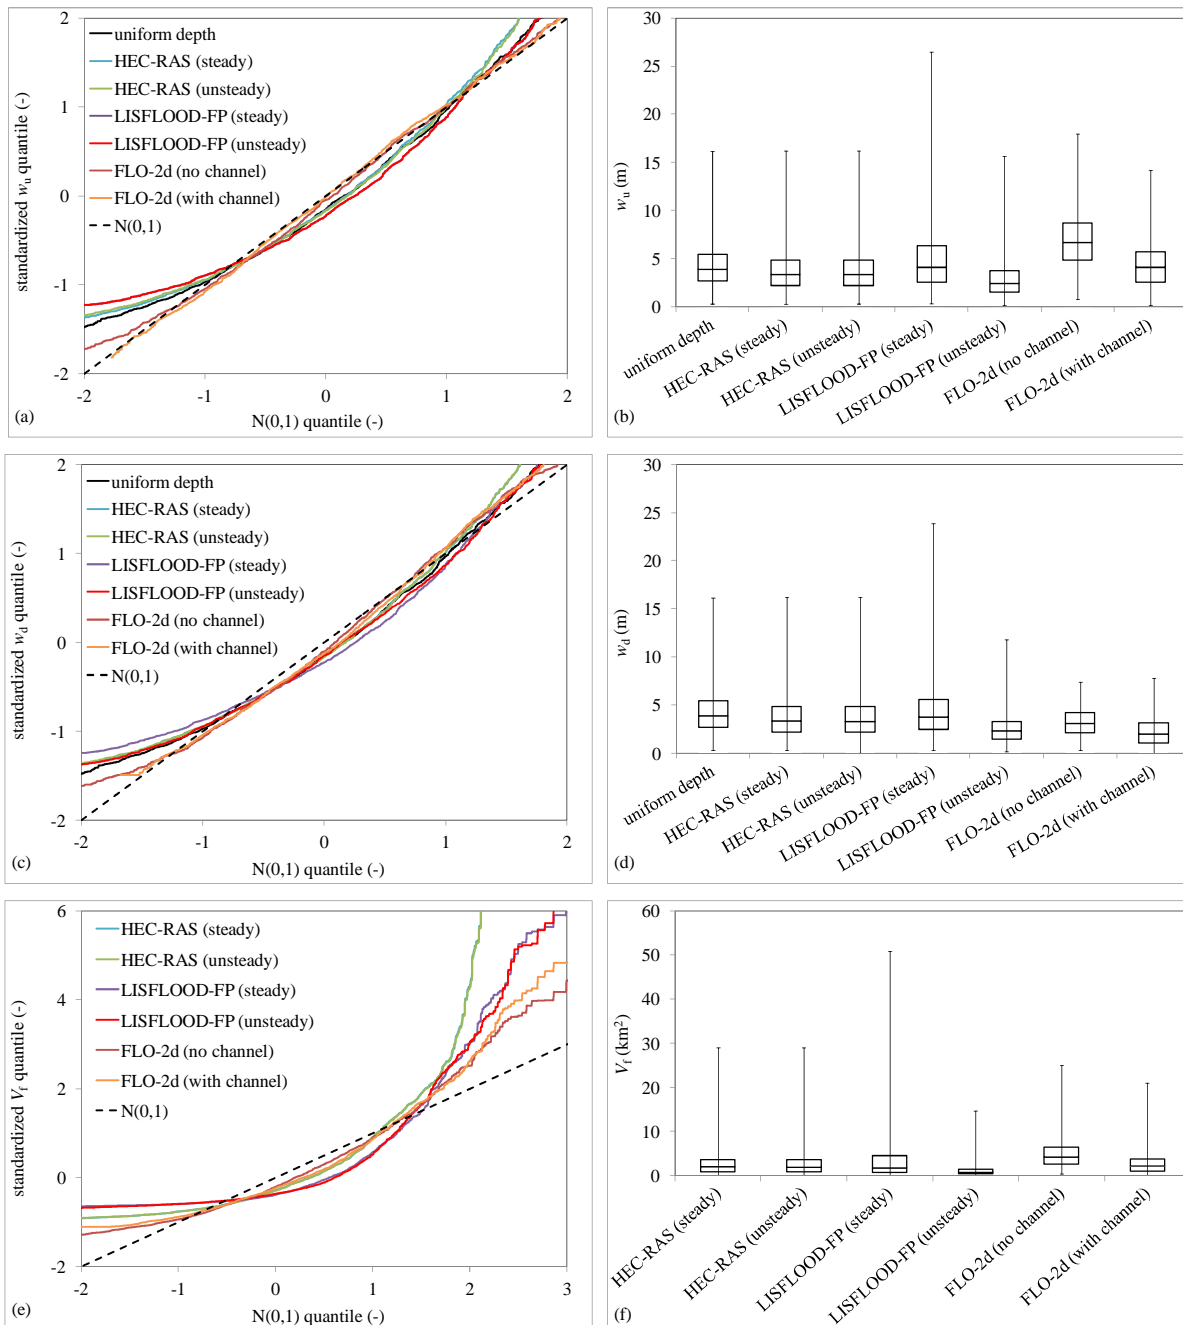 2
1
0
-1
-2
-2
-1
0
1
2
standardized wu quantile (-)
N(0,1) quantile (-)
uniform depth
HEC-RAS (steady)
HEC-RAS (unsteady)
LISFLOOD-FP (steady)
LISFLOOD-FP (unsteady)
FLO-2d (no channel)
FLO-2d (with channel)
N(0,1)
(a)
30
25
20
15
10
5
0
wu (m)
uniform depth
HEC-RAS (steady)
HEC-RAS (unsteady)
LISFLOOD-FP (steady)
LISFLOOD-FP (unsteady)
FLO-2d (no channel)
FLO-2d (with channel)
(b)
2
1
0
-1
-2
-2
-1
0
1
2
standardized wd quantile (-)
N(0,1) quantile (-)
uniform depth
HEC-RAS (steady)
HEC-RAS (unsteady)
LISFLOOD-FP (steady)
LISFLOOD-FP (unsteady)
FLO-2d (no channel)
FLO-2d (with channel)
N(0,1)
(c)
30
25
20
15
10
5
0
wd (m)
uniform depth
HEC-RAS (steady)
HEC-RAS (unsteady)
LISFLOOD-FP (steady)
LISFLOOD-FP (unsteady)
FLO-2d (no channel)
FLO-2d (with channel)
(d)
6
4
2
0
-2
-2
-1
0
1
2
3
standardized Vf quantile (-)
N(0,1) quantile (-)
HEC-RAS (steady)
HEC-RAS (unsteady)
LISFLOOD-FP (steady)
LISFLOOD-FP (unsteady)
FLO-2d (no channel)
FLO-2d (with channel)
N(0,1)
(e)
60
50
40
30
20
10
0
Vf (km²)
HEC-RAS (steady)
HEC-RAS (unsteady)
LISFLOOD-FP (steady)
LISFLOOD-FP (unsteady)
FLO-2d (no channel)
FLO-2d (with channel)
(f)